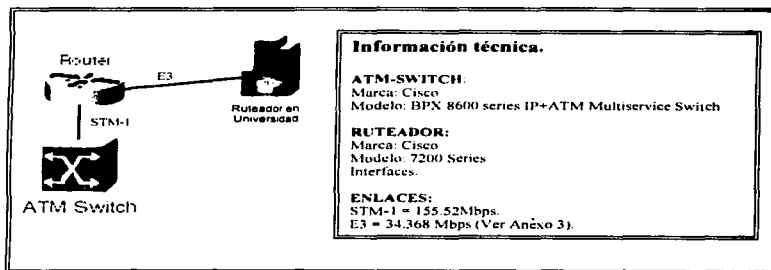 Router
E3
Ruteador en
Universidad
STM-1
ATM Switch
Información técnica.
ATM-SWITCH:
Marca: Cisco
Modelo: BPX 8600 series IP+ATM Multiservice Switch
RUTEADOR:
Marca: Cisco
Modelo: 7200 Series
Interfaces.
ENLACES:
STM-1 = 155.52Mbps.
E3 = 34.368 Mbps (Ver Anéxo 3).